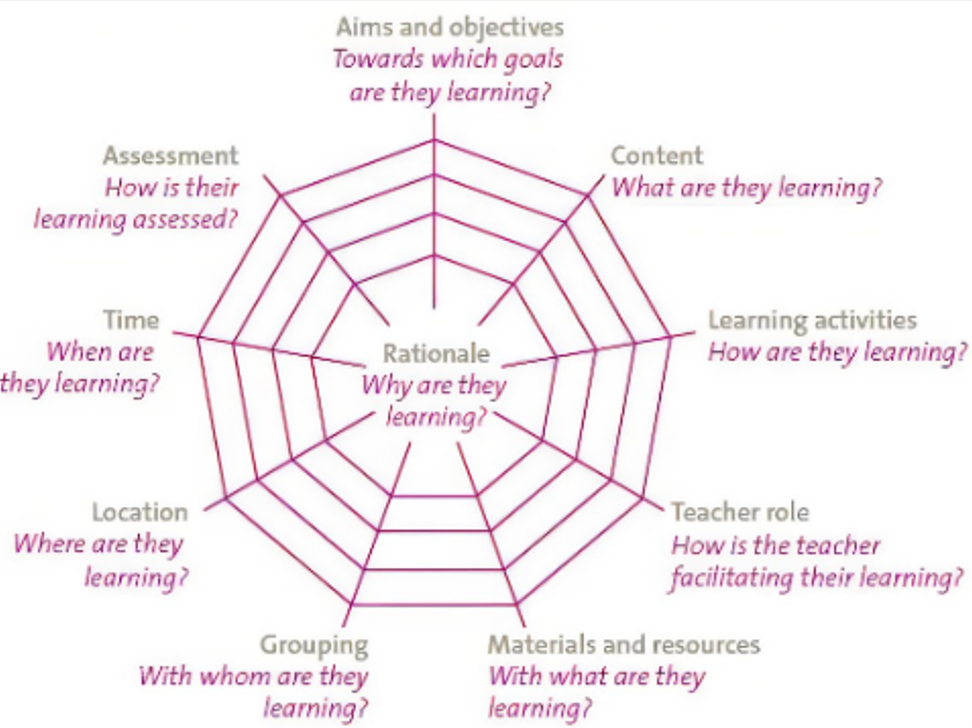 Aims and objectives
Towards which goals
are they learning?
Assessment
How is their
learning assessed?
Content
What are they learning?
Time
When are
they learning?
Learning activities
How are they learning?
Rationale
Why are they
learning?
Location
Where are they
learning?
Teacher role
How is the teacher
facilitating their learning?
Grouping
With whom are they
learning?
Materials and resources
With what are they
learning?